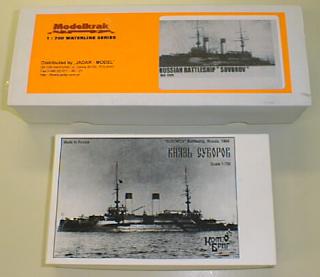 Modelkrak
1 : 700 WATERLINE SERIES
Distributed by „JADAR - MODEL"
RUSSIAN BATTLESHIP "SUVOROV"
Made in Russia
"SUVOROV" Battleship, Russia, 1904
КНЯЗЬ СУВОРОВ
Scale 1:700
Комбриг